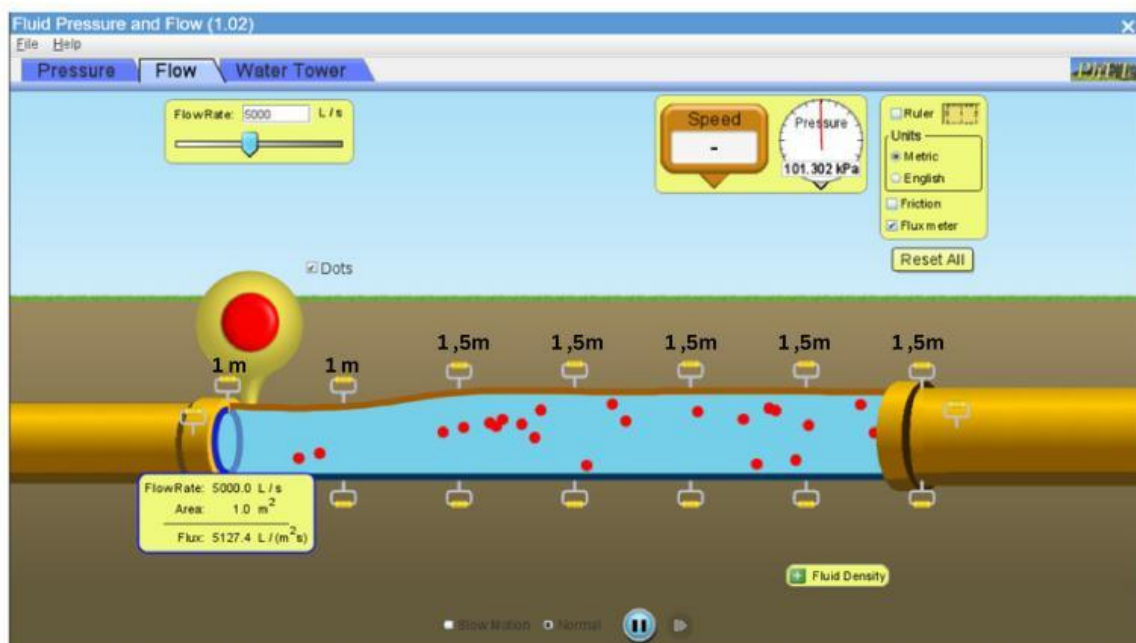 Fluid Pressure and Flow (1.02)
File Help
Pressure Flow Water Tower
FlowRate: 5000 L/s
Speed
-
Pressure
101.302 kPa
Ruler
Units
Metric
English
Friction
Flux meter
Reset All
Dots
1 m 1 m 1 ,5m 1 ,5m 1 ,5m 1 ,5m 1 ,5m
FlowRate: 5000.0 L/s
Area: 1.0 m²
Flux: 5127.4 L/(m²s)
Fluid Density
Slow Motion Normal